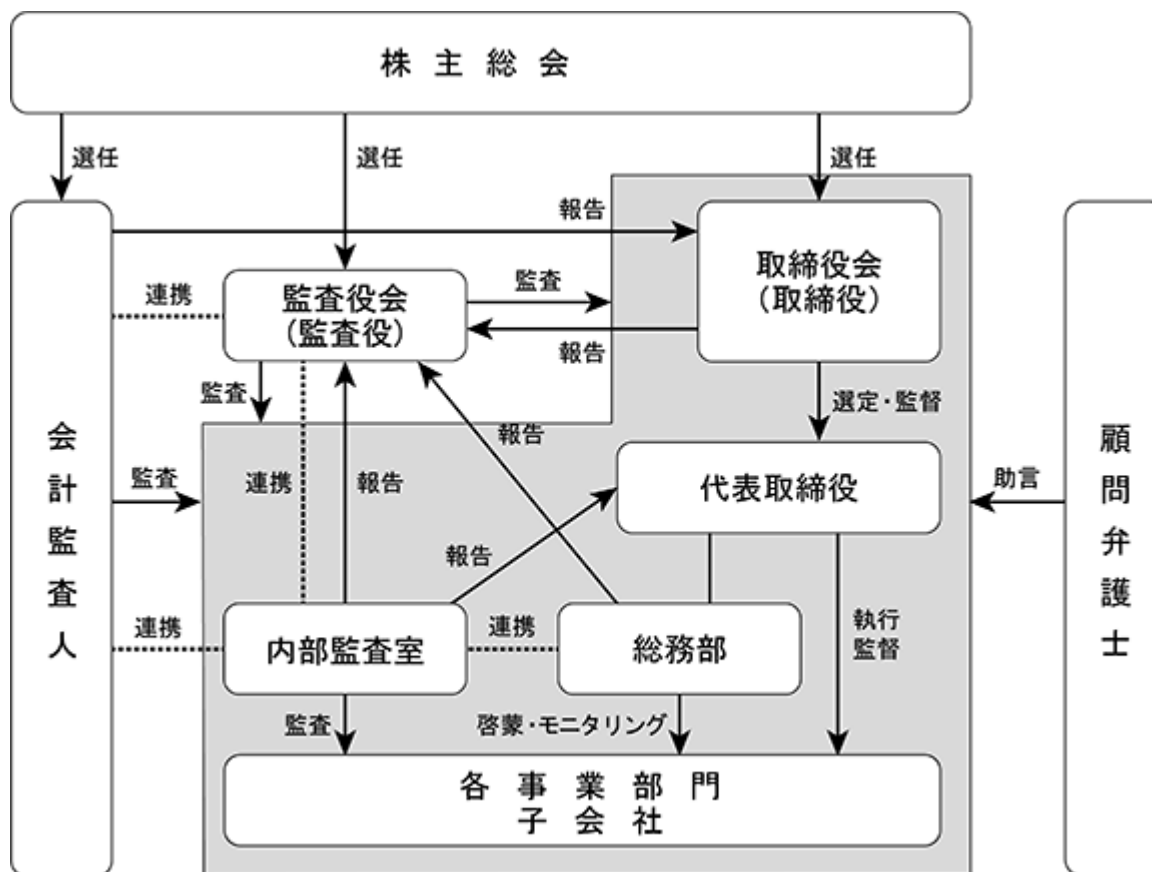 株主総会
選任
選任
選任
報告
取締役会
(取締役)
連携
監査役会
(監査役)
監査
報告
監査
選定・監督
会計監査人
顧問弁護士
報告
監査
連携
報告
代表取締役
助言
報告
連携
内部監査室
連携
総務部
執行
監督
監査
啓蒙・モニタリング
各事業部門
子会社